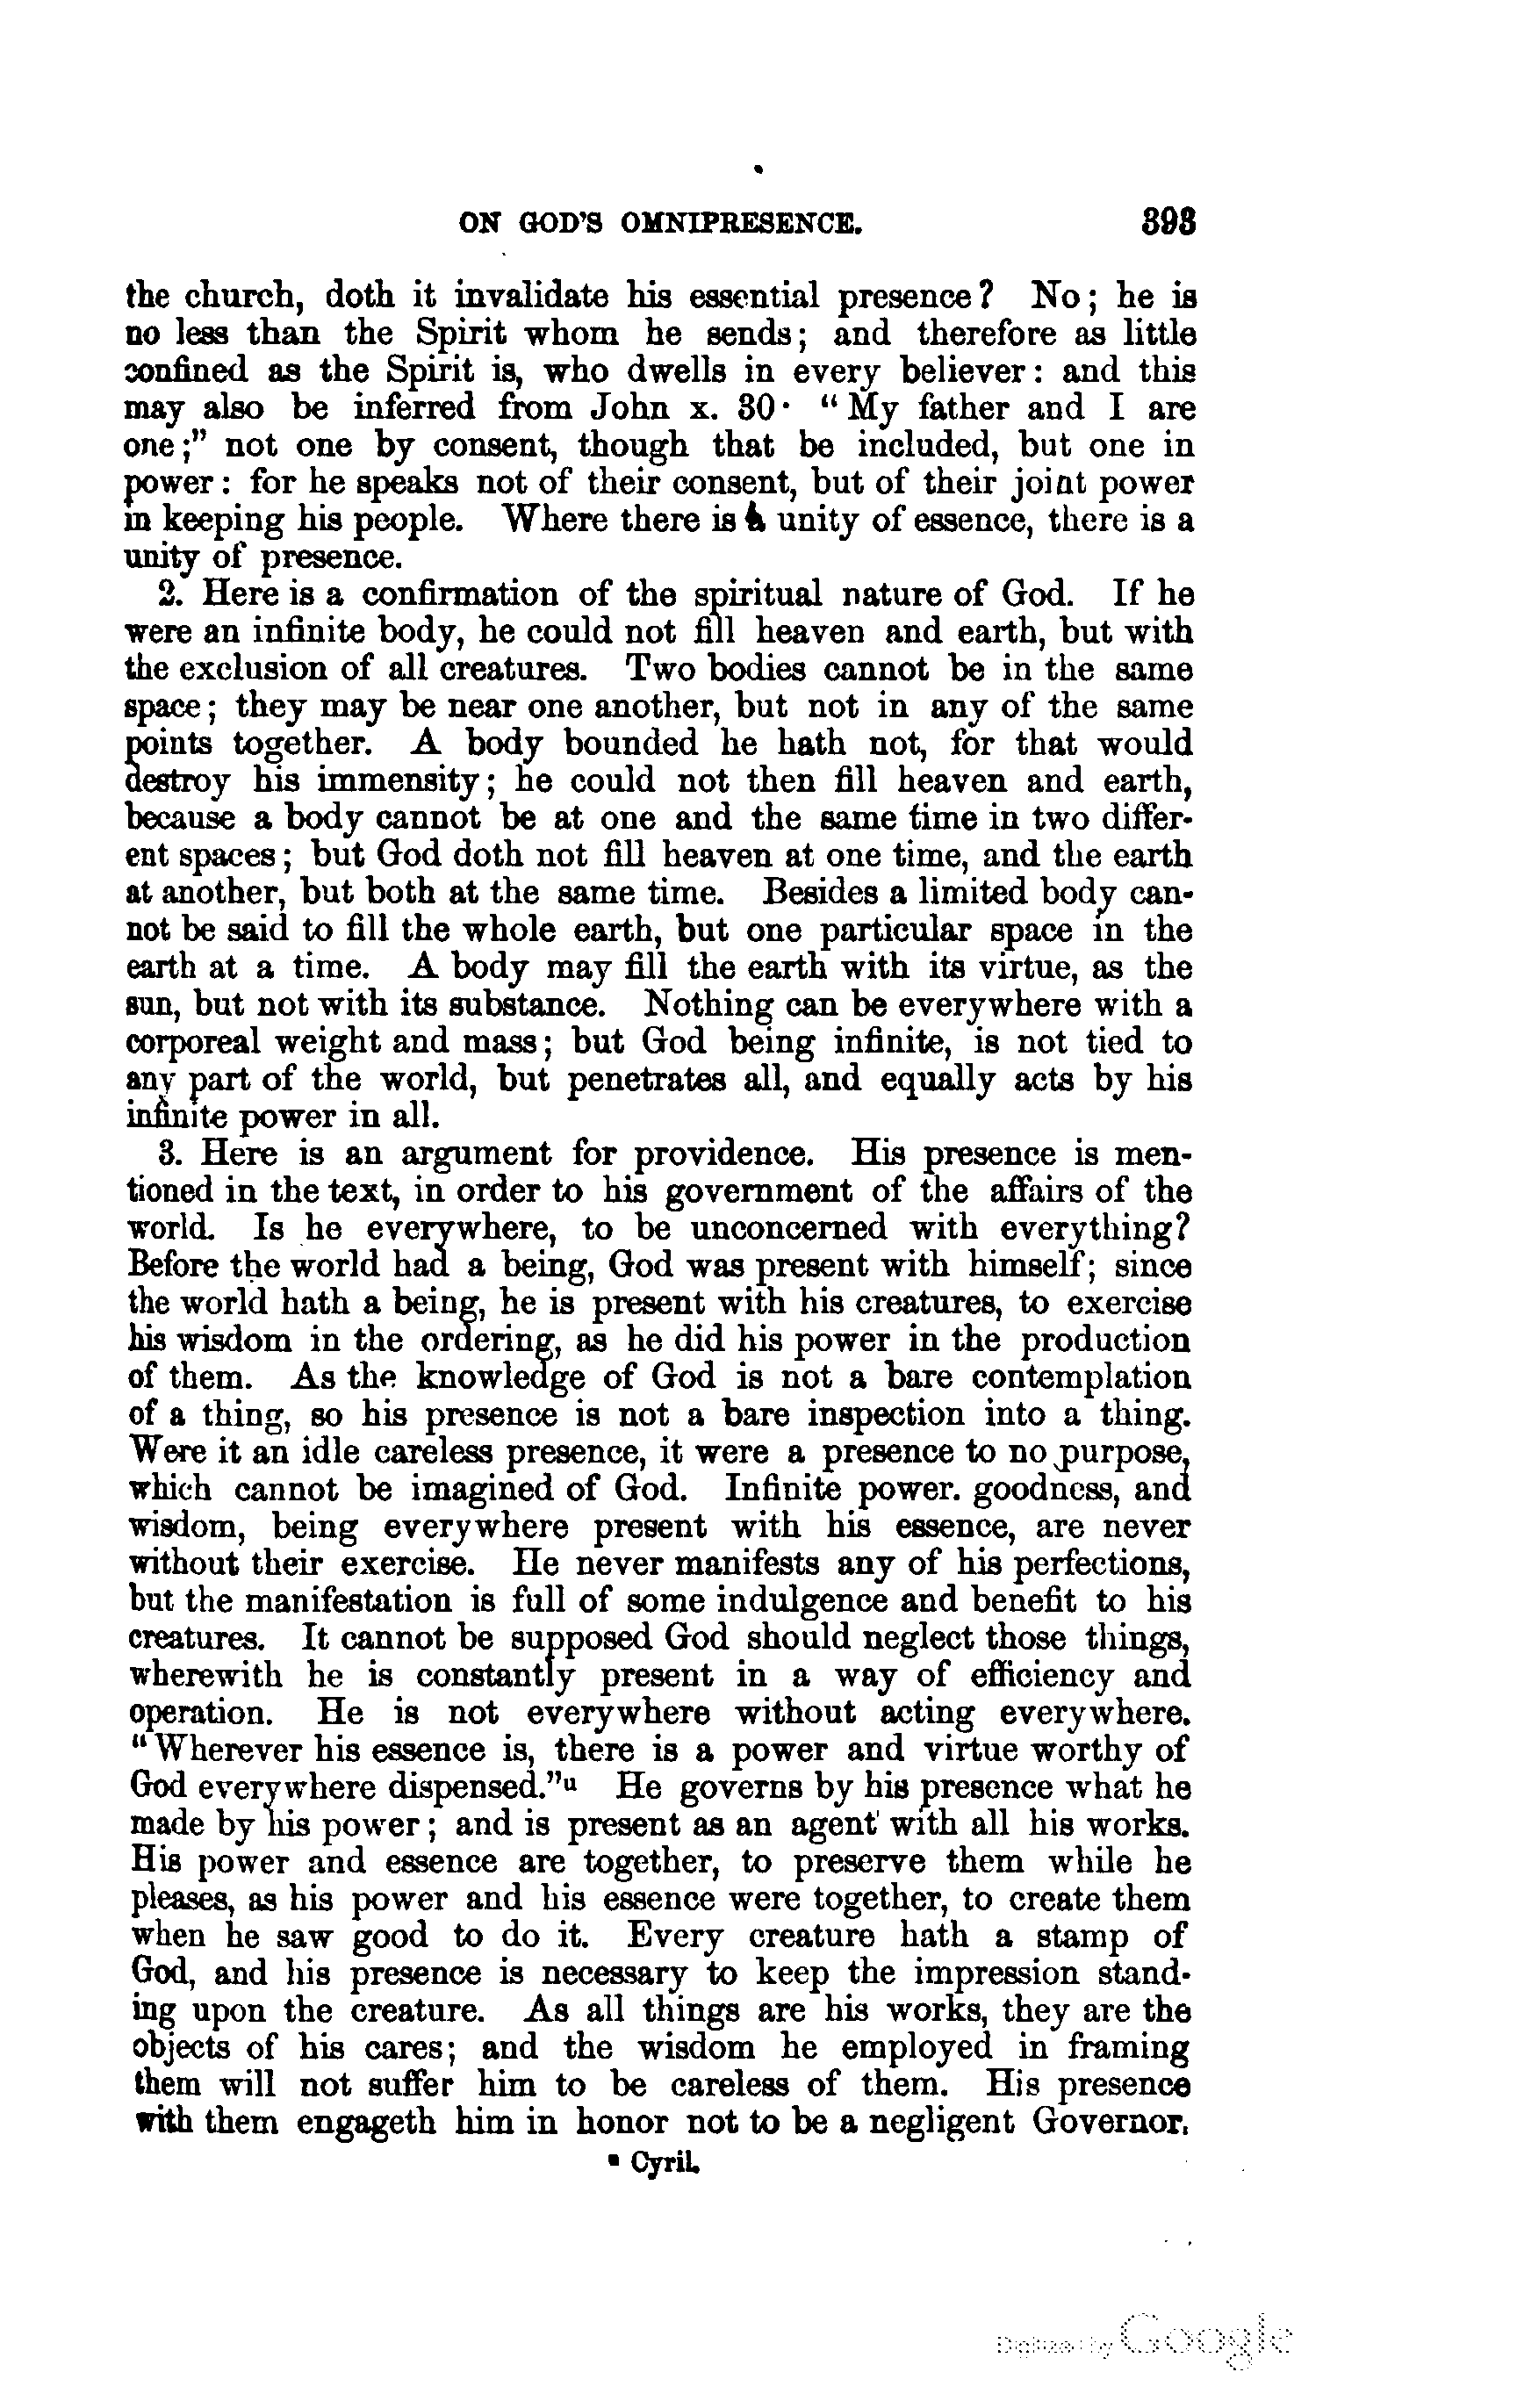 ON GOD'S OMNIPRESENCE. 393
the church, doth it invalidate his essential presence? No; he is
no less than the Spirit whom he sends; and therefore as little
confined as the Spirit is, who dwells in every believer: and this
may also be inferred from John x. 30· "My father and I are
one;" not one by consent, though that be included, but one in
power: for he speaks not of their consent, but of their joint power
in keeping his people. Where there is a unity of essence, there is a
unity of presence.
2. Here is a confirmation of the spiritual nature of God. If he
were an infinite body, he could not fill heaven and earth, but with
the exclusion of all creatures. Two bodies cannot be in the same
space; they may be near one another, but not in any of the same
points together. A body bounded he hath not, for that would
destroy his immensity; he could not then fill heaven and earth,
because a body cannot be at one and the same time in two differ-
ent spaces; but God doth not fill heaven at one time, and the earth
at another, but both at the same time. Besides a limited body can-
not be said to fill the whole earth, but one particular space in the
earth at a time. A body may fill the earth with its virtue, as the
sun, but not with its substance. Nothing can be everywhere with a
corporeal weight and mass; but God being infinite, is not tied to
any part of the world, but penetrates all, and equally acts by his
infinite power in all.
3. Here is an argument for providence. His presence is men-
tioned in the text, in order to his government of the affairs of the
world. Is he everywhere, to be unconcerned with everything?
Before the world had a being, God was present with himself; since
the world hath a being, he is present with his creatures, to exercise
his wisdom in the ordering, as he did his power in the production
of them. As the knowledge of God is not a bare contemplation
of a thing, so his presence is not a bare inspection into a thing.
Were it an idle careless presence, it were a presence to no purpose,
which cannot be imagined of God. Infinite power. goodness, and
wisdom, being everywhere present with his essence, are never
without their exercise. He never manifests any of his perfections,
but the manifestation is full of some indulgence and benefit to his
creatures. It cannot be supposed God should neglect those things,
wherewith he is constantly present in a way of efficiency and
operation. He is not everywhere without acting everywhere.
"Wherever his essence is, there is a power and virtue worthy of
God everywhere dispensed."u He governs by his presence what he
made by his power; and is present as an agent with all his works.
His power and essence are together, to preserve them while he
pleases, as his power and his essence were together, to create them
when he saw good to do it. Every creature hath a stamp of
God, and his presence is necessary to keep the impression stand-
ing upon the creature. As all things are his works, they are the
objects of his cares; and the wisdom he employed in framing
them will not suffer him to be careless of them. His presence
with them engageth him in honor not to be a negligent Governor.
u Cyril.
Digitized by Google